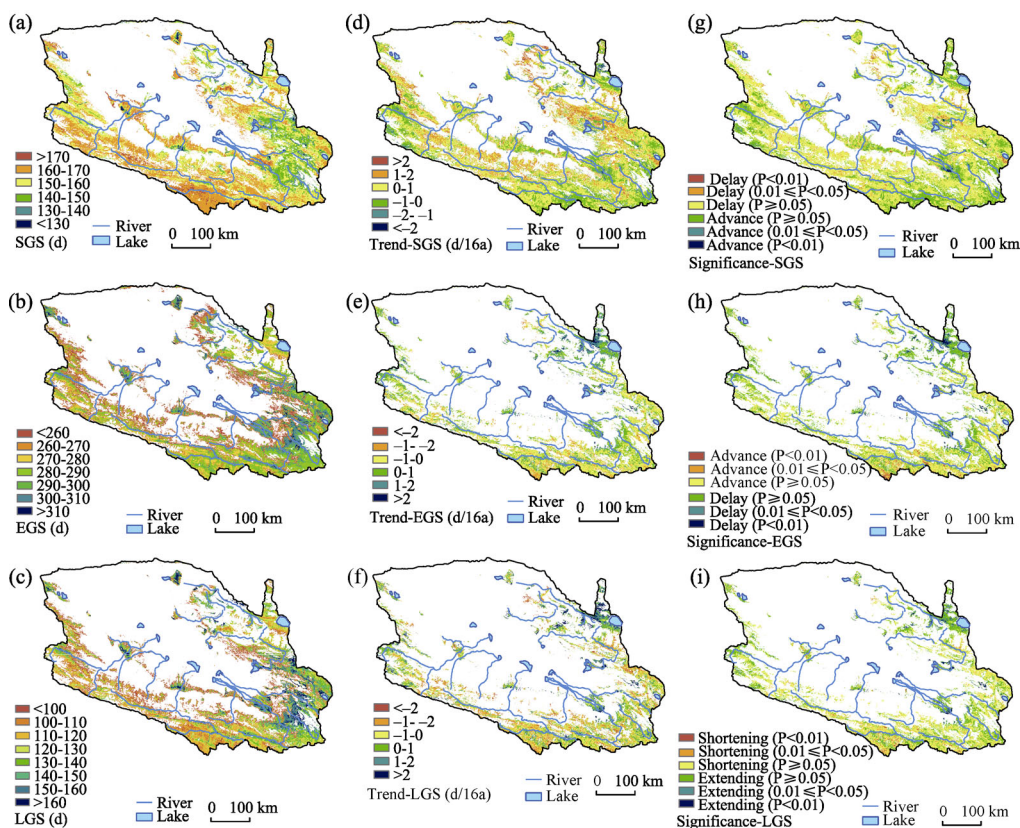 (a)
>170
160-170
150-160
140-150
130-140
<130
SGS (d)
River
Lake
0 100 km
(d)
>2
1-2
0-1
−1-0
−2- −1
<−2
Trend-SGS (d/16a)
River
Lake
0 100 km
(g)
Delay (P<0.01)
Delay (0.01≤P<0.05)
Delay (P≥0.05)
Advance (P≥0.05)
Advance (0.01≤P<0.05)
Advance (P<0.01)
Significance-SGS
River
Lake
0 100 km
(b)
<260
260-270
270-280
280-290
290-300
300-310
>310
EGS (d)
River
Lake
0 100 km
(e)
<−2
−1- −2
−1-0
0-1
1-2
>2
Trend-EGS (d/16a)
River
Lake
0 100 km
(h)
Advance (P<0.01)
Advance (0.01≤P<0.05)
Advance (P≥0.05)
Delay (P≥0.05)
Delay (0.01≤P<0.05)
Delay (P<0.01)
Significance-EGS
River
Lake
0 100 km
(c)
<100
100-110
110-120
120-130
130-140
140-150
150-160
>160
LGS (d)
River
Lake
0 100 km
(f)
<−2
−1- −2
−1-0
0-1
1-2
>2
Trend-LGS (d/16a)
River
Lake
0 100 km
(i)
Shortening (P<0.01)
Shortening (0.01≤P<0.05)
Shortening (P≥0.05)
Extending (P≥0.05)
Extending (0.01≤P<0.05)
Extending (P<0.01)
Significance-LGS
River
Lake
0 100 km